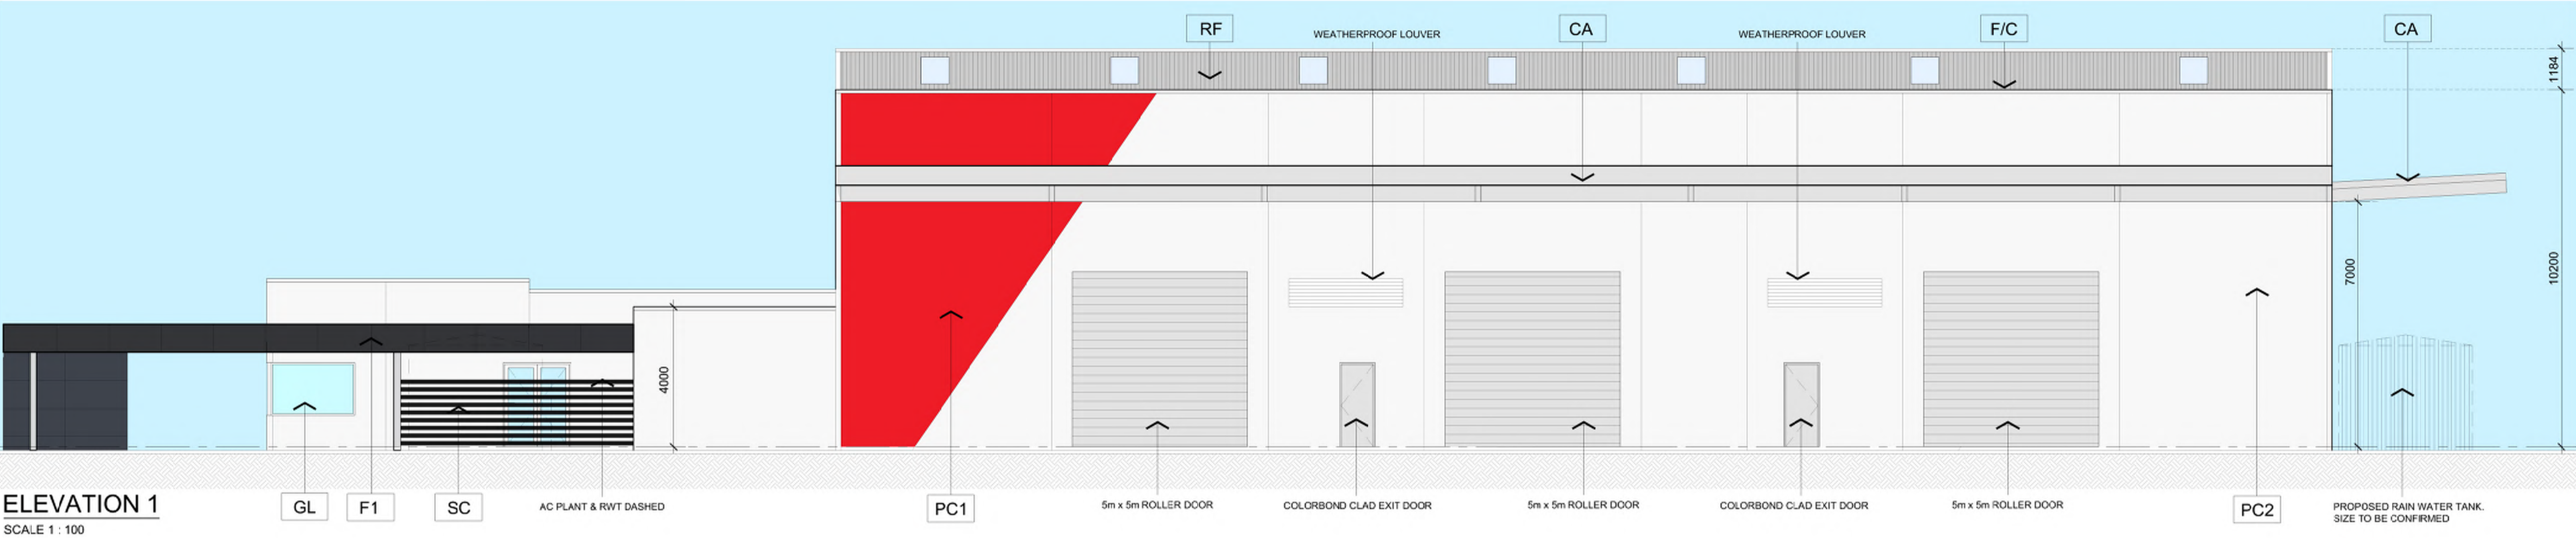 RF
WEATHERPROOF LOUVER
CA
WEATHERPROOF LOUVER
F/C
CA
1184
10200
7000
4000
ELEVATION 1
SCALE 1 : 100
GL
F1
SC
AC PLANT & RWT DASHED
PC1
5m x 5m ROLLER DOOR
COLORBOND CLAD EXIT DOOR
5m x 5m ROLLER DOOR
COLORBOND CLAD EXIT DOOR
5m x 5m ROLLER DOOR
PC2
PROPOSED RAIN WATER TANK.
SIZE TO BE CONFIRMED